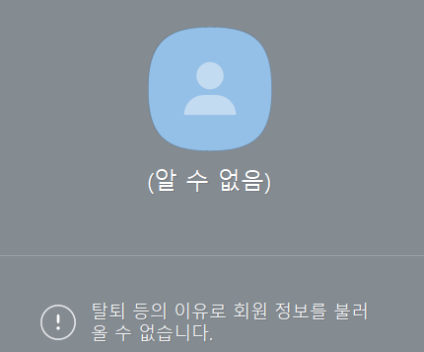 (알 수 없음)
탈퇴 등의 이유로 회원 정보를 불러
올 수 없습니다.